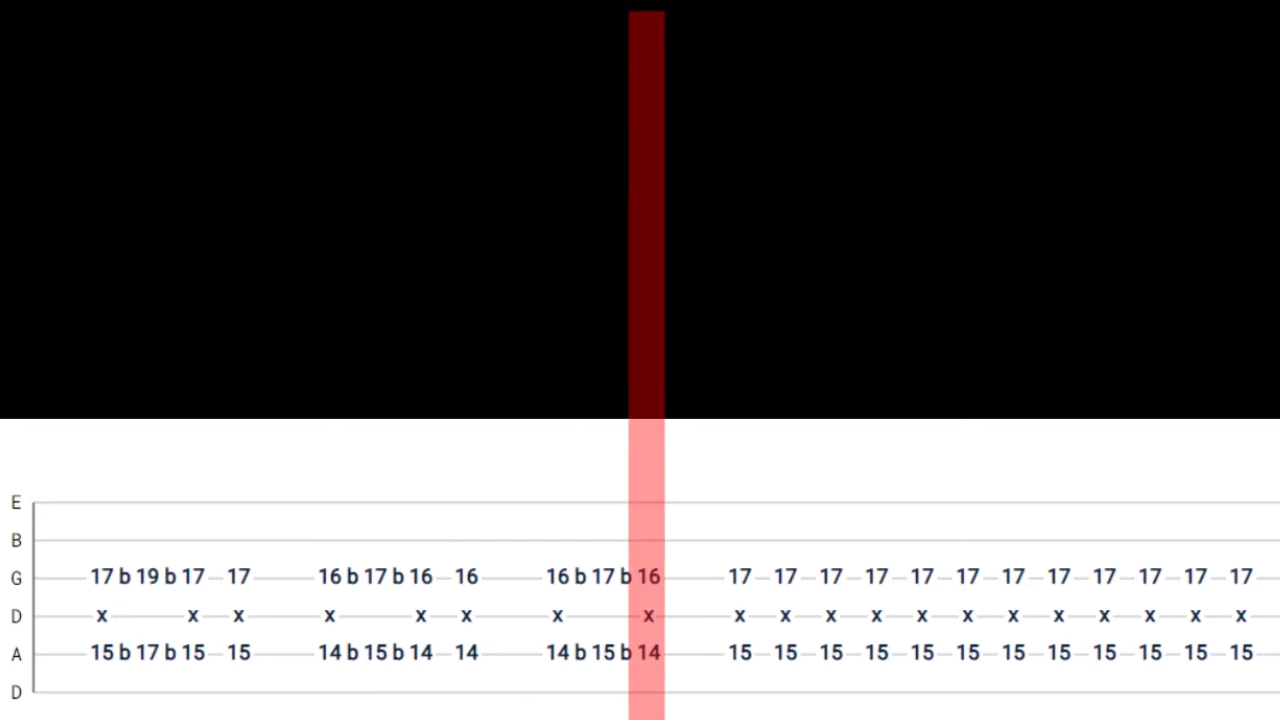 E
B
G 17 b 19 b 17 17 16 b 17 b 16 16 16 b 17 b 16 17 17 17 17 17 17 17 17 17 17 17 17
D x x x x x x x x x x x x x x x x x x x x
A 15 b 17 b 15 15 14 b 15 b 14 14 14 b 15 b 14 15 15 15 15 15 15 15 15 15 15 15 15
D